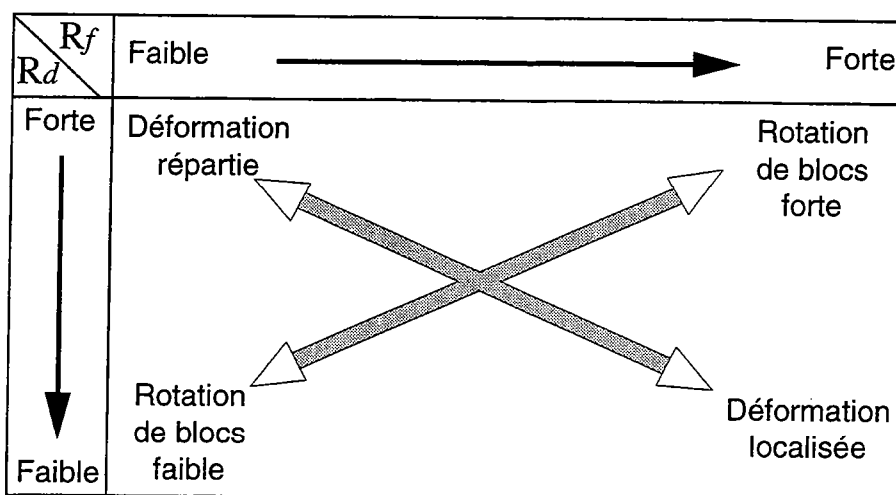 Rf
Rd
Faible
Forte
Forte
Déformation
répartie
Rotation
de blocs
forte
Rotation
de blocs
faible
Déformation
localisée
Faible